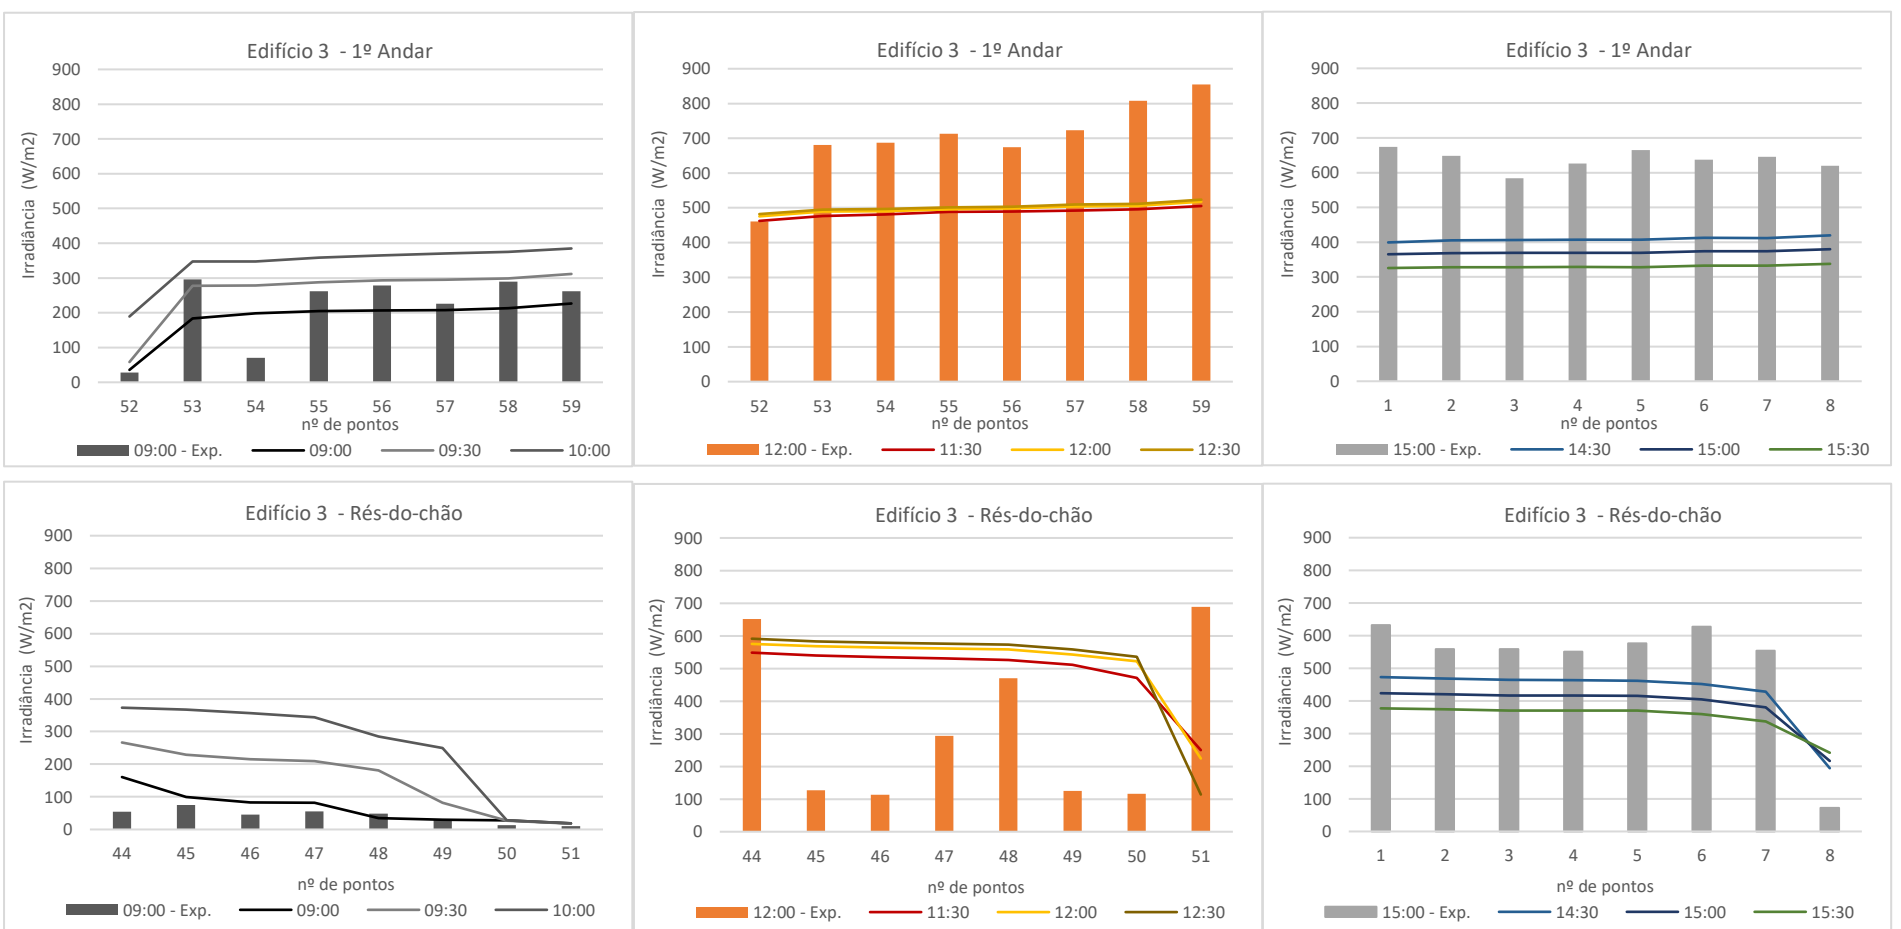 Edifício 3 - 1º Andar
Irradiância (W/m2)
900
800
700
600
500
400
300
200
100
0
52 53 54 55 56 57 58 59
nº de pontos
09:00 - Exp. 09:00 09:30 10:00
Edifício 3 - 1º Andar
Irradiância (W/m2)
900
800
700
600
500
400
300
200
100
0
52 53 54 55 56 57 58 59
nº de pontos
12:00 - Exp. 11:30 12:00 12:30
Edifício 3 - 1º Andar
Irradiância (W/m2)
900
800
700
600
500
400
300
200
100
0
1 2 3 4 5 6 7 8
nº de pontos
15:00 - Exp. 14:30 15:00 15:30
Edifício 3 - Rés-do-chão
Irradiância (W/m2)
900
800
700
600
500
400
300
200
100
0
44 45 46 47 48 49 50 51
nº de pontos
09:00 - Exp. 09:00 09:30 10:00
Edifício 3 - Rés-do-chão
Irradiância (W/m2)
900
800
700
600
500
400
300
200
100
0
44 45 46 47 48 49 50 51
nº de pontos
12:00 - Exp. 11:30 12:00 12:30
Edifício 3 - Rés-do-chão
Irradiância (W/m2)
900
800
700
600
500
400
300
200
100
0
1 2 3 4 5 6 7 8
nº de pontos
15:00 - Exp. 14:30 15:00 15:30